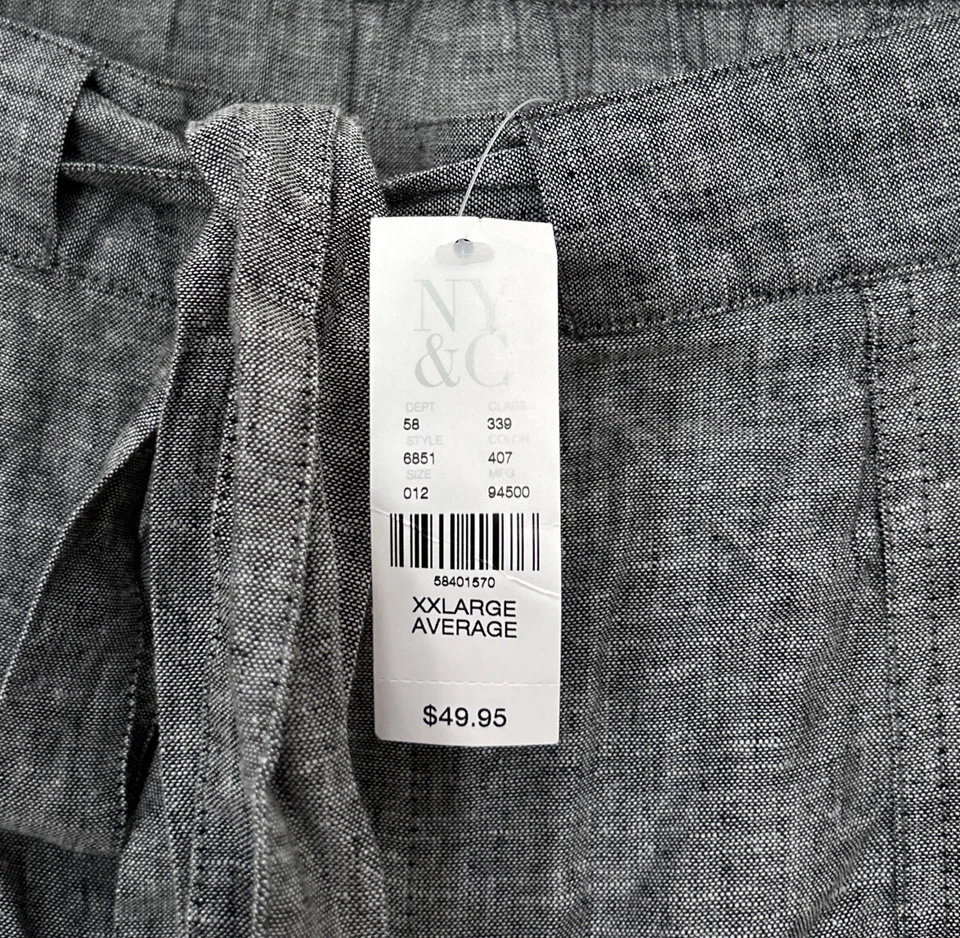 NY
&C
DEPT CLASS
58 339
STYLE COLOR
6851 407
SIZE MFG
012 94500
58401570
XXLARGE
AVERAGE
$49.95